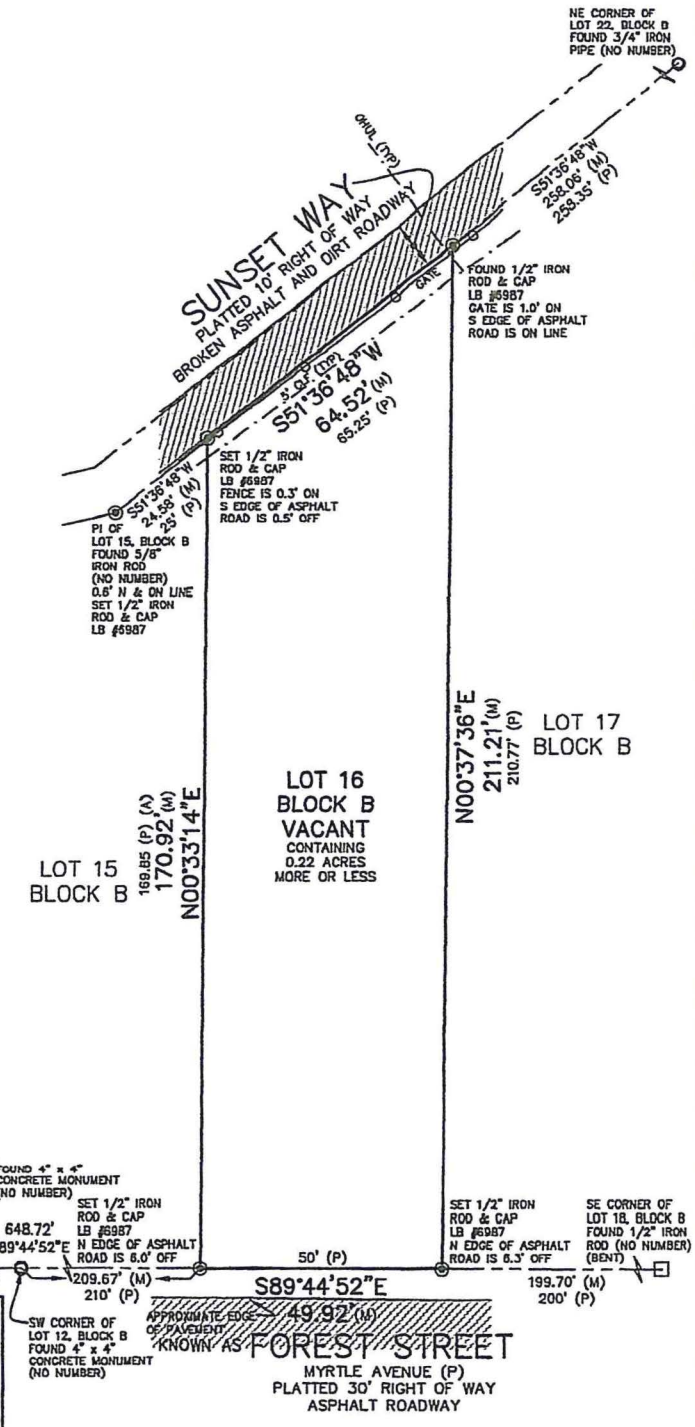 NE CORNER OF
LOT 22, BLOCK B
FOUND 3/4" IRON
PIPE (NO NUMBER)
OHUL (TYP)
S51°36'48"W
258.06' (M)
258.35' (P)
SUNSET WAY
PLATTED 10' RIGHT OF WAY
BROKEN ASPHALT AND DIRT ROADWAY
GATE
FOUND 1/2" IRON
ROD & CAP
LB #6987
GATE IS 1.0' ON
S EDGE OF ASPHALT
ROAD IS ON LINE
(TYP)
S51°36'48"W
64.52' (M)
65.25' (P)
S51°36'48"W
24.58' (M)
25' (P)
SET 1/2" IRON
ROD & CAP
LB #6987
FENCE IS 0.3' ON
S EDGE OF ASPHALT
ROAD IS 0.5' OFF
PI OF
LOT 15, BLOCK B
FOUND 5/8"
IRON ROD
(NO NUMBER)
0.6' N & ON LINE
SET 1/2" IRON
ROD & CAP
LB #6987
N00°37'36"E
211.21' (M)
210.77' (P)
LOT 17
BLOCK B
LOT 16
BLOCK B
VACANT
CONTAINING
0.22 ACRES
MORE OR LESS
LOT 15
BLOCK B
169.85 (P) (A)
170.92' (M)
N00°33'14"E
FOUND 4" x 4"
CONCRETE MONUMENT
(NO NUMBER)
648.72'
89°44'52"E
SET 1/2" IRON
ROD & CAP
LB #6987
N EDGE OF ASPHALT
ROAD IS 6.0' OFF
209.67' (M)
210' (P)
SW CORNER OF
LOT 12, BLOCK B
FOUND 4" x 4"
CONCRETE MONUMENT
(NO NUMBER)
50' (P)
S89°44'52"E
49.92' (M)
SET 1/2" IRON
ROD & CAP
LB #6987
N EDGE OF ASPHALT
ROAD IS 6.3' OFF
SE CORNER OF
LOT 18, BLOCK B
FOUND 1/2" IRON
ROD (NO NUMBER)
(BENT)
199.70' (M)
200' (P)
APPROXIMATE EDGE
OF PAVEMENT
KNOWN AS FOREST STREET
MYRTLE AVENUE (P)
PLATTED 30' RIGHT OF WAY
ASPHALT ROADWAY